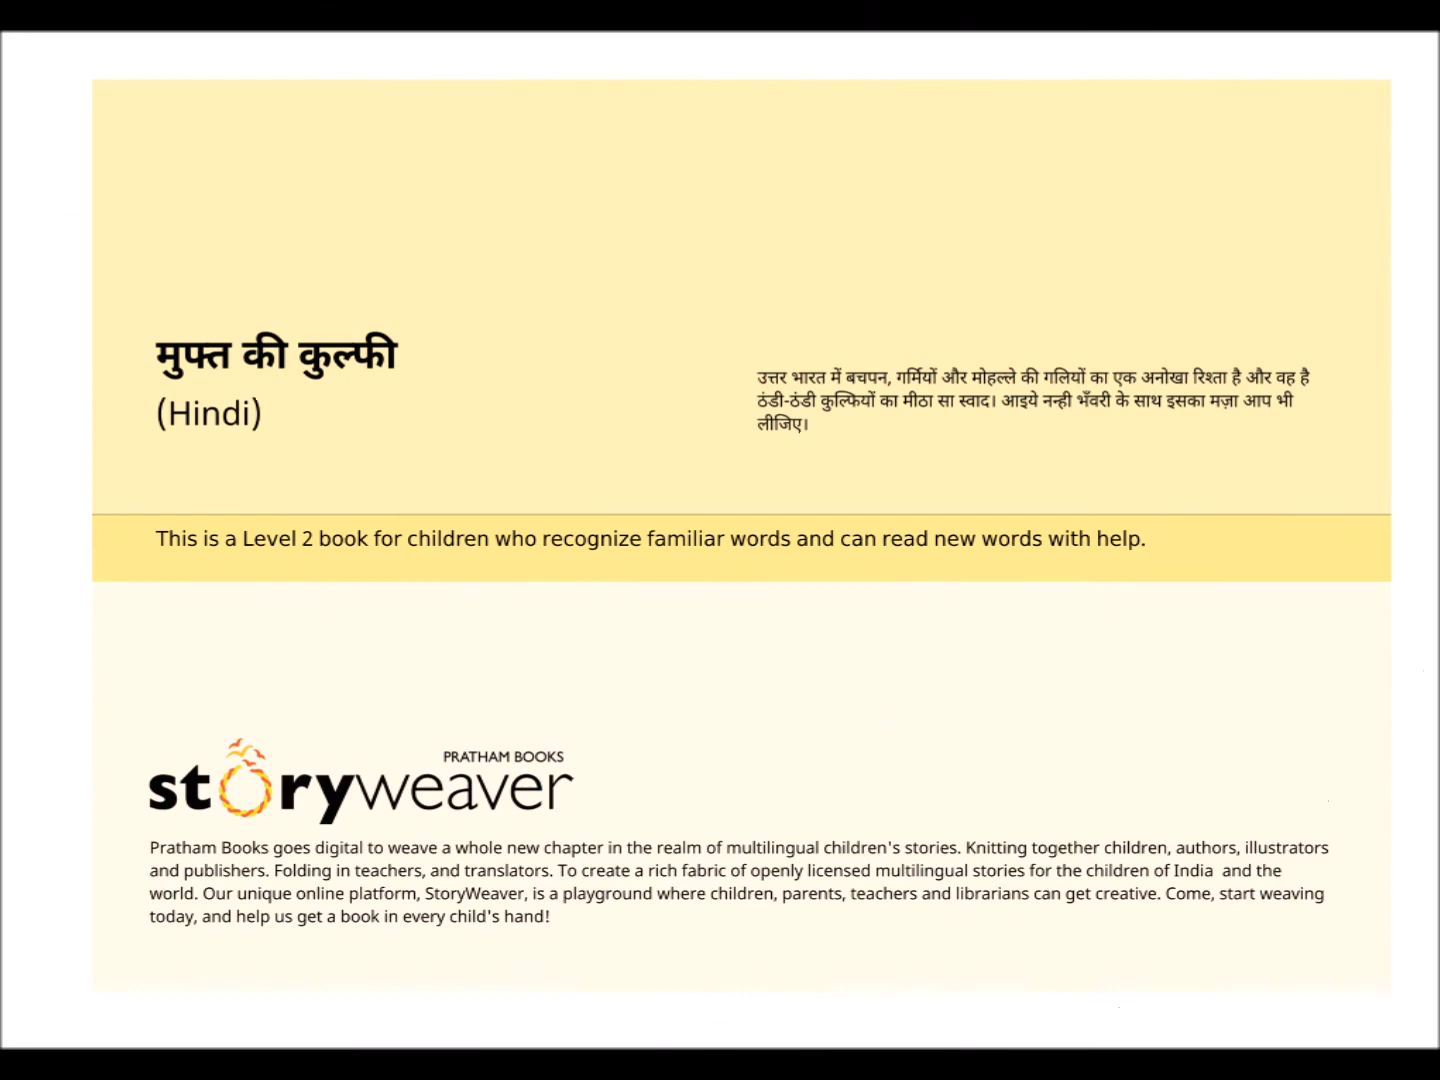 मुफ्त की कुल्फी
(Hindi)
उत्तर भारत में बचपन, गर्मियों और मोहल्ले की गलियों का एक अनोखा रिश्ता है और वह है
ठंडी-ठंडी कुल्फियों का मीठा सा स्वाद। आइये नन्ही भँवरी के साथ इसका मज़ा आप भी
लीजिए।
This is a Level 2 book for children who recognize familiar words and can read new words with help.
PRATHAM BOOKS
storyweaver
Pratham Books goes digital to weave a whole new chapter in the realm of multilingual children's stories. Knitting together children, authors, illustrators
and publishers. Folding in teachers, and translators. To create a rich fabric of openly licensed multilingual stories for the children of India  and the
world. Our unique online platform, StoryWeaver, is a playground where children, parents, teachers and librarians can get creative. Come, start weaving
today, and help us get a book in every child's hand!